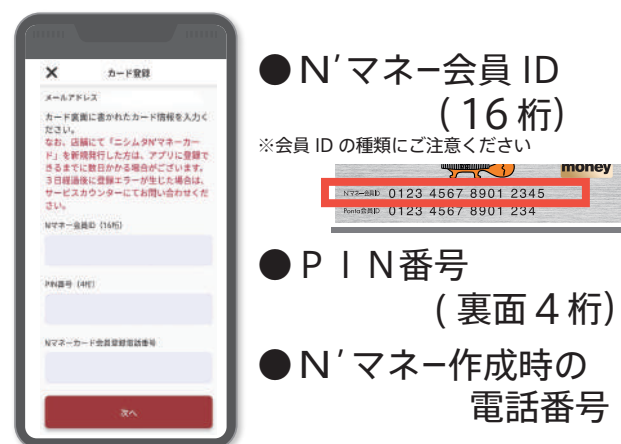 カード登録
メールアドレス
カード裏面に書かれたカード情報を入力く
ださい。
なお、店舗にて「ニシムタN'マネーカー
ド」を新規発行した方は、アプリに登録で
きるまでに数日かかる場合がございます。
3日経過後に登録エラーが生じた場合は、
サービスカウンターにてお問い合わせくだ
さい。
Nマネー会員ID（16桁）
PIN番号（4桁）
Nマネーカード会員登録電話番号
次へ
●N'マネー会員 ID
(16桁)
※会員 ID の種類にご注意ください
money
N'マネー会員ID 0123 4567 8901 2345
Ponta会員ID 0123 4567 8901 234
●PIN番号
(裏面4桁)
●N'マネー作成時の
電話番号